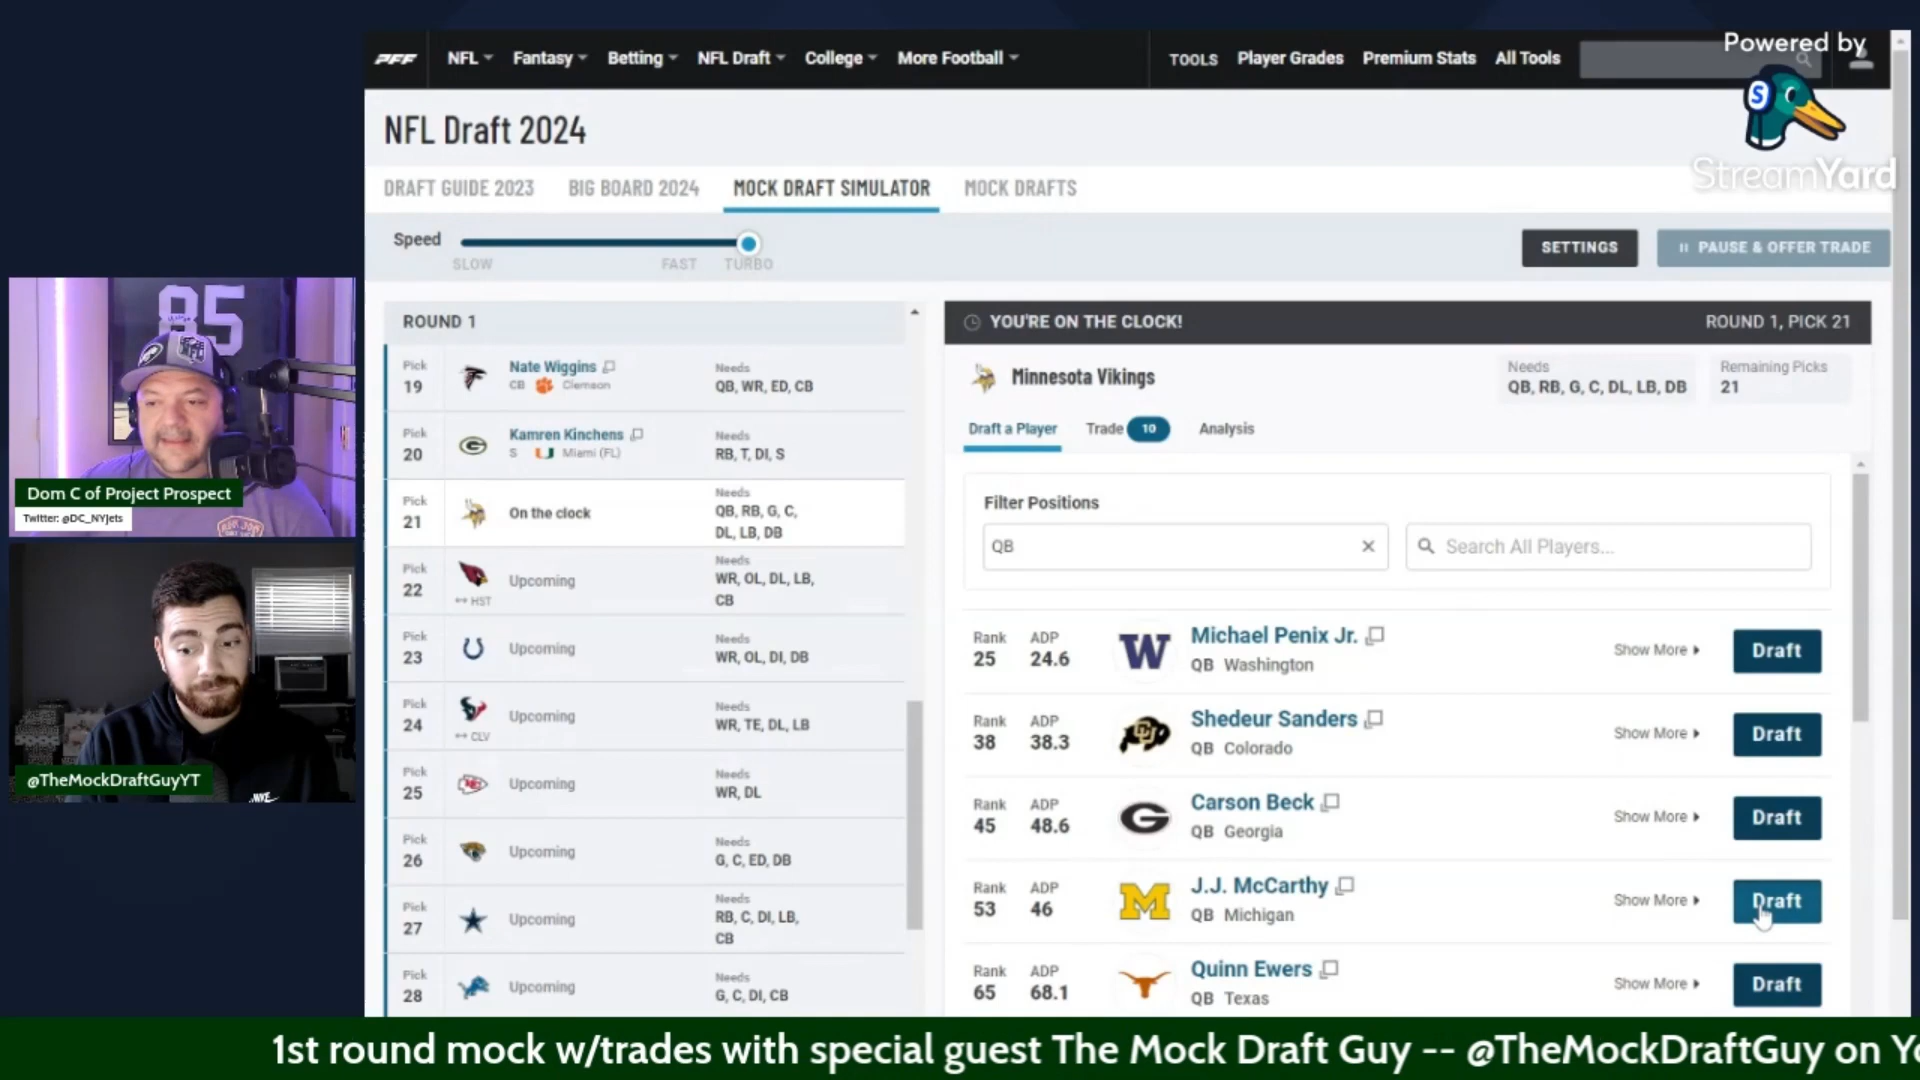 PFF
NFL
Fantasy
Betting
NFL Draft
College
More Football
TOOLS
Player Grades
Premium Stats
All Tools
Powered by
S
StreamYard
NFL Draft 2024
DRAFT GUIDE 2023
BIG BOARD 2024
MOCK DRAFT SIMULATOR
MOCK DRAFTS
Speed
SLOW
FAST
TURBO
SETTINGS
PAUSE & OFFER TRADE
85
Dom C of Project Prospect
Twitter: @DC_NYJets
@TheMockDraftGuyYT
ROUND 1
Pick 19
Nate Wiggins
CB Clemson
Needs
QB, WR, ED, CB
Pick 20
Kamren Kinchens
S Miami (FL)
Needs
RB, T, DI, S
Pick 21
On the clock
Needs
QB, RB, G, C,
DL, LB, DB
Pick 22
HST
Upcoming
Needs
WR, OL, DL, LB,
CB
Pick 23
Upcoming
Needs
WR, OL, DI, DB
Pick 24
CLV
Upcoming
Needs
WR, TE, DL, LB
Pick 25
Upcoming
Needs
WR, DL
Pick 26
Upcoming
Needs
G, C, ED, DB
Pick 27
Upcoming
Needs
RB, C, DI, LB,
CB
Pick 28
Upcoming
Needs
G, C, DI, CB
YOU'RE ON THE CLOCK!
ROUND 1, PICK 21
Minnesota Vikings
Needs
QB, RB, G, C, DL, LB, DB
Remaining Picks
21
Draft a Player
Trade 10
Analysis
Filter Positions
QB
Search All Players...
Rank 25
ADP 24.6
W
Michael Penix Jr.
QB Washington
Show More
Draft
Rank 38
ADP 38.3
CU
Shedeur Sanders
QB Colorado
Show More
Draft
Rank 45
ADP 48.6
G
Carson Beck
QB Georgia
Show More
Draft
Rank 53
ADP 46
M
J.J. McCarthy
QB Michigan
Show More
Draft
Rank 65
ADP 68.1
Quinn Ewers
QB Texas
Show More
Draft
1st round mock w/trades with special guest The Mock Draft Guy -- @TheMockDraftGuy on Yo